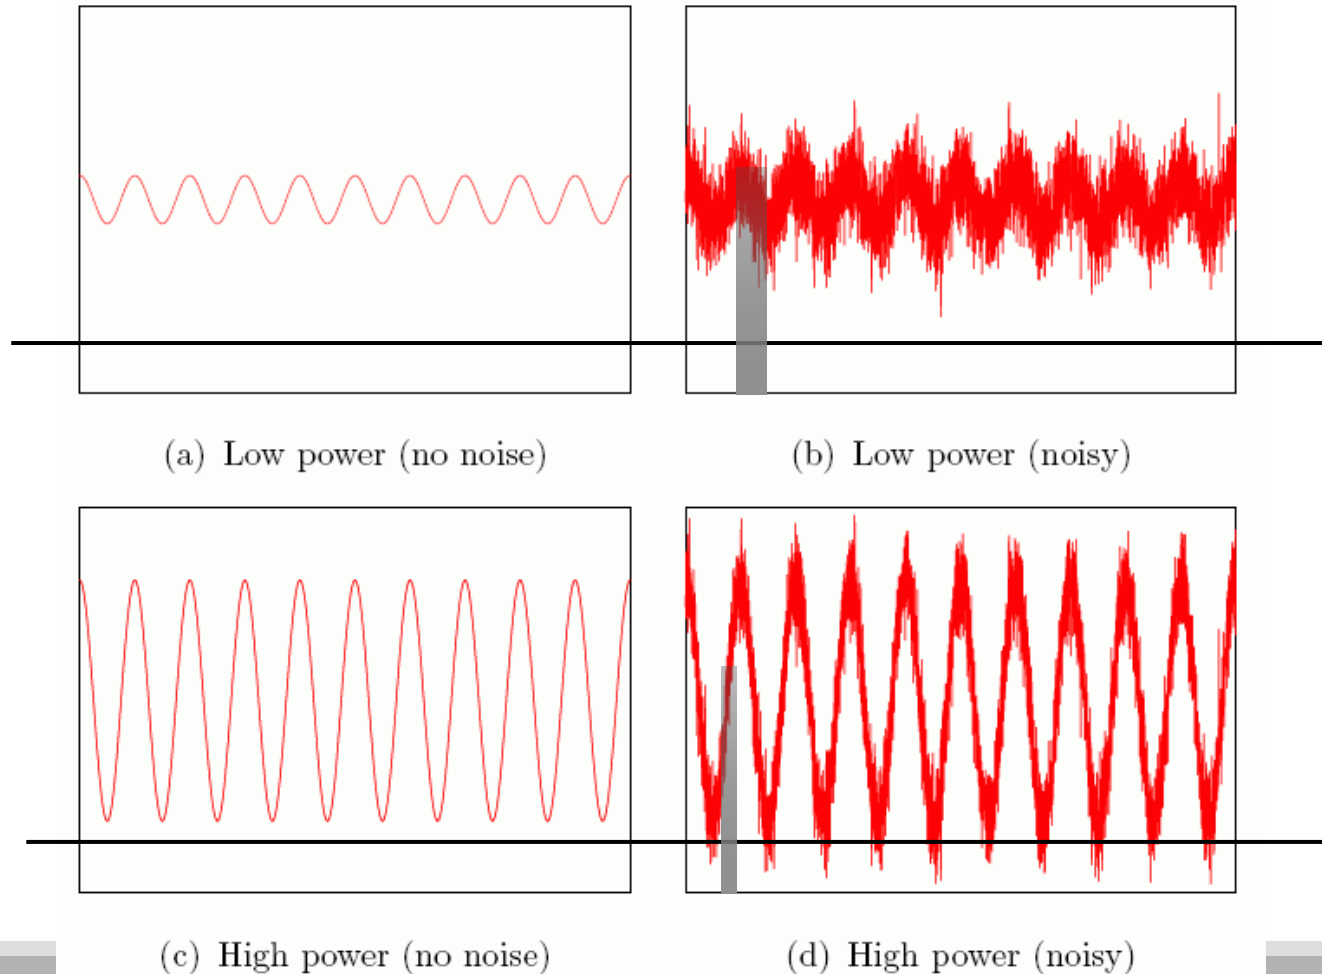 (a) Low power (no noise)
(b) Low power (noisy)
(c) High power (no noise)
(d) High power (noisy)